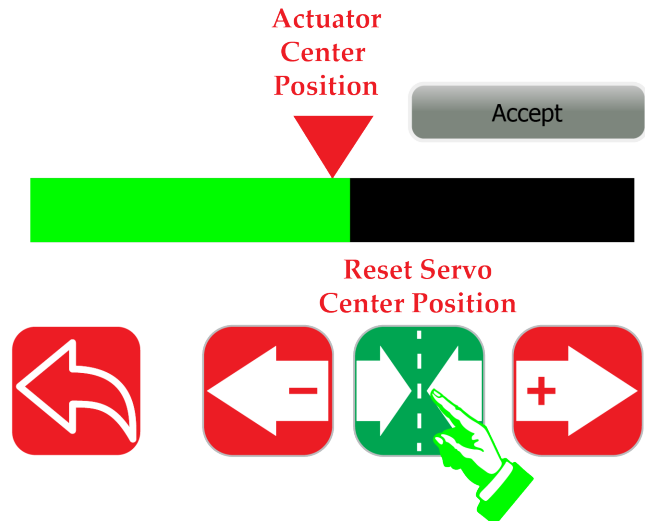 Actuator
Center
Position
Accept
Reset Servo
Center Position
−
+